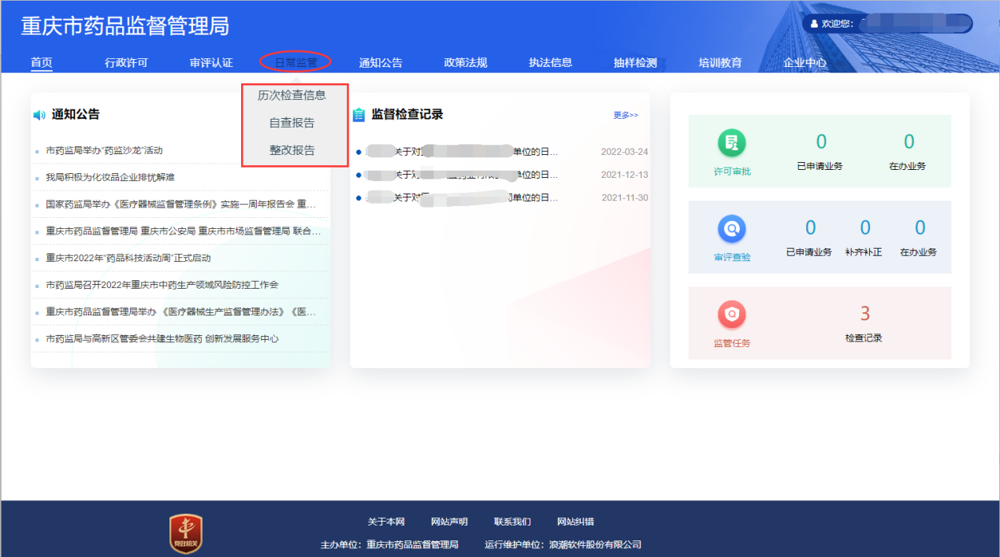 重庆市药品监督管理局
欢迎您：
首页 行政许可 审评认证 日常监管 通知公告 政策法规 执法信息 抽样检测 培训教育 企业中心
历次检查信息
自查报告
整改报告
通知公告
市药监局举办“药监沙龙”活动
我局积极为化妆品企业排忧解难
国家药监局举办《医疗器械监督管理条例》实施一周年报告会 重…
重庆市药品监督管理局 重庆市公安局 重庆市市场监督管理局 联合…
重庆市2022年“药品科技活动周”正式启动
市药监局召开2022年重庆市中药生产领域风险防控工作会
重庆市药品监督管理局举办 《医疗器械生产监督管理办法》《医…
市药监局与高新区管委会共建生物医药 创新发展服务中心
监督检查记录 更多>>
关于对 单位的日… 2022-03-24
关于对 单位的日… 2021-12-13
关于对 单位的日… 2021-11-30
许可审批
0 0
已申请业务 在办业务
审评查验
0 0 0
已申请业务 补齐补正 在办业务
监管任务
3
检查记录
党政机关
关于本网 网站声明 联系我们 网站纠错
主办单位：重庆市药品监督管理局 运行维护单位：浪潮软件股份有限公司